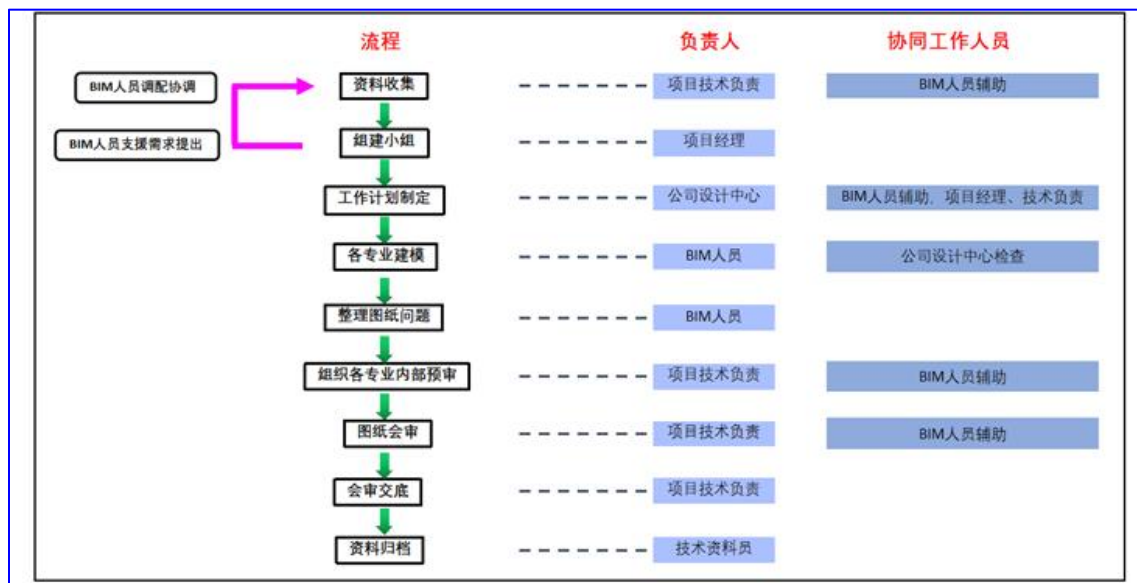 流程 负责人 协同工作人员
BIM人员调配协调 资料收集 项目技术负责 BIM人员辅助
BIM人员支援需求提出 组建小组 项目经理
工作计划制定 公司设计中心 BIM人员辅助、项目经理、技术负责
各专业建模 BIM人员 公司设计中心检查
整理图纸问题 BIM人员
组织各专业内部预审 项目技术负责 BIM人员辅助
图纸会审 项目技术负责 BIM人员辅助
会审交底 项目技术负责
资料归档 技术资料员